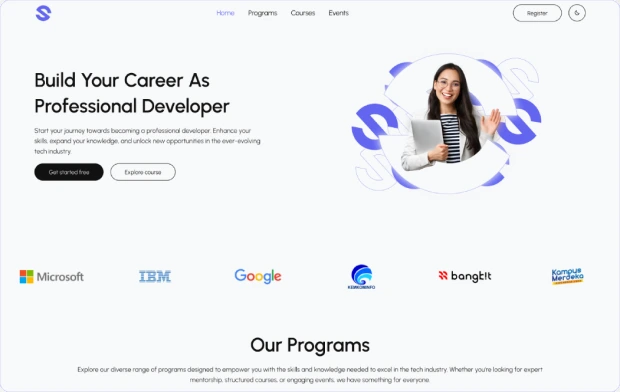 Home Programs Courses Events Register
Build Your Career As
Professional Developer
Start your journey towards becoming a professional developer. Enhance your
skills, expand your knowledge, and unlock new opportunities in the ever-evolving
tech industry.
Get started free Explore course
Microsoft IBM Google KEMKOMINFO bangk!t Kampus
Merdeka
Our Programs
Explore our diverse range of programs designed to empower you with the skills and knowledge needed to excel in the tech industry. Whether you're looking for expert
mentorship, structured courses, or engaging events, we have something for everyone.